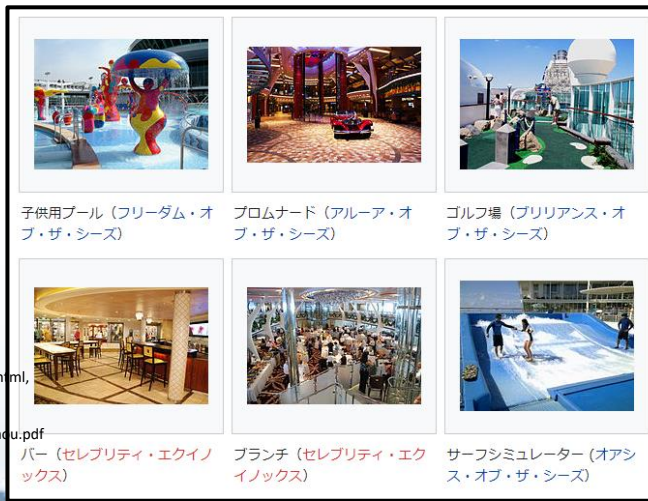 子供用プール（フリーダム・オ
ブ・ザ・シーズ）
プロムナード（アルーア・オ
ブ・ザ・シーズ）
ゴルフ場（ブリリアンス・オ
ブ・ザ・シーズ）
tml,
ou.pdf
バー（セレブリティ・エクイノ
ックス）
ブランチ（セレブリティ・エク
イノックス）
サーフシミュレーター (オアシ
ス・オブ・ザ・シーズ）